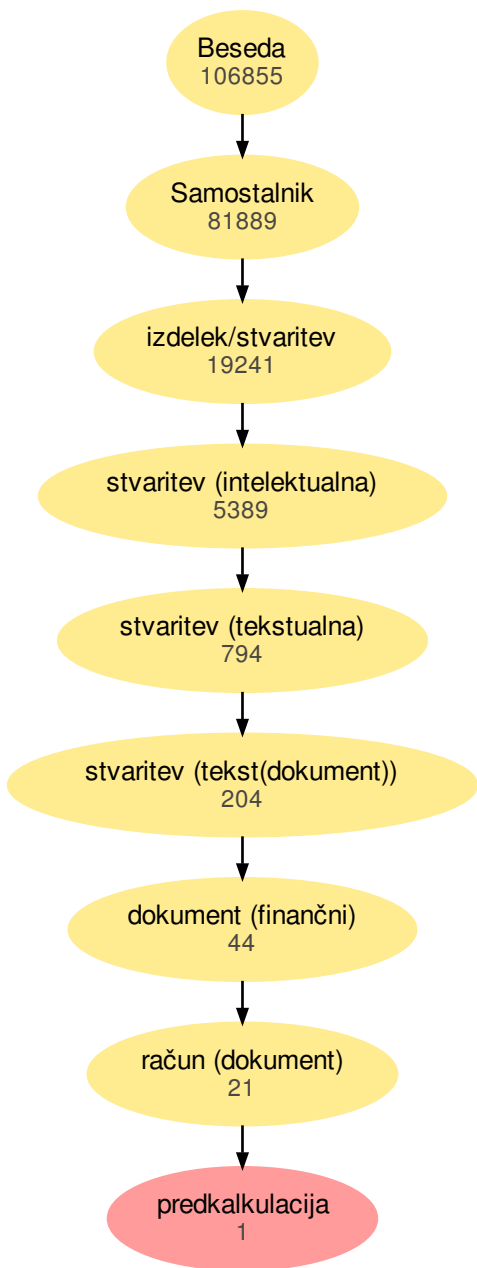 Beseda
106855
Samostalnik
81889
izdelek/stvaritev
19241
stvaritev (intelektualna)
5389
stvaritev (tekstualna)
794
stvaritev (tekst(dokument))
204
dokument (finančni)
44
račun (dokument)
21
predkalkulacija
1